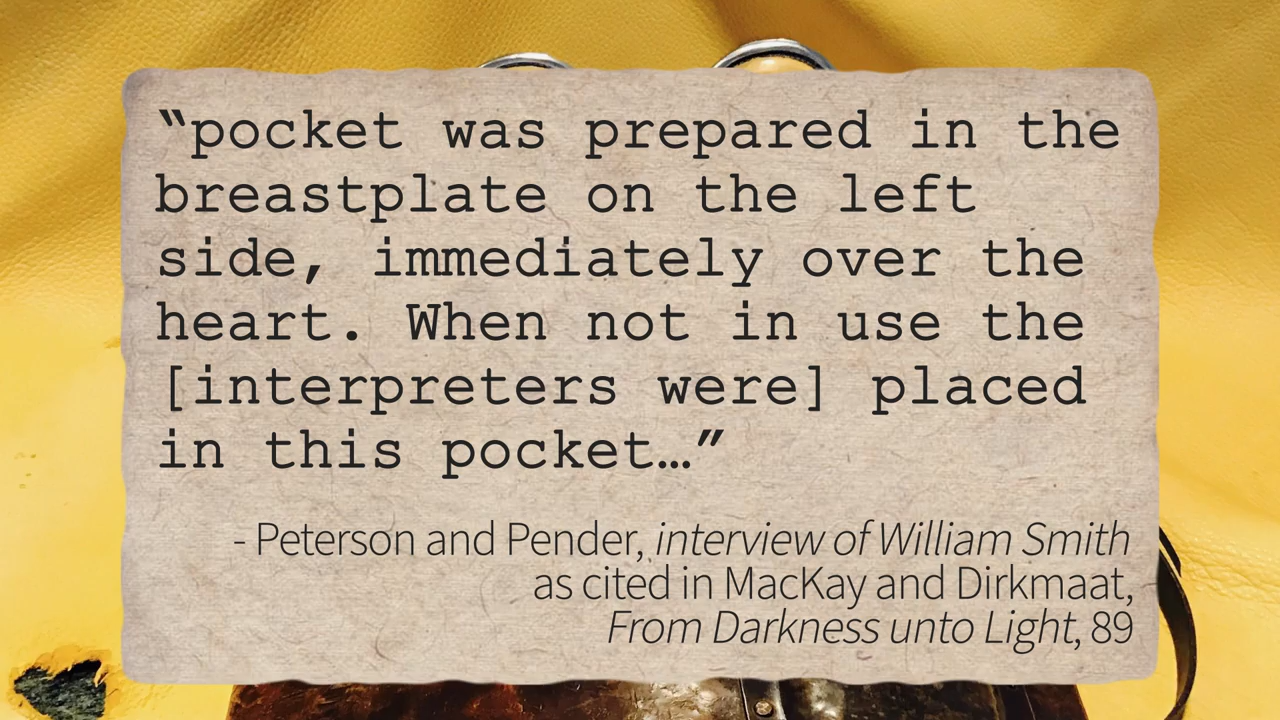 “pocket was prepared in the
breastplate on the left
side, immediately over the
heart. When not in use the
[interpreters were] placed
in this pocket…”
- Peterson and Pender, interview of William Smith
as cited in MacKay and Dirkmaat,
From Darkness unto Light, 89